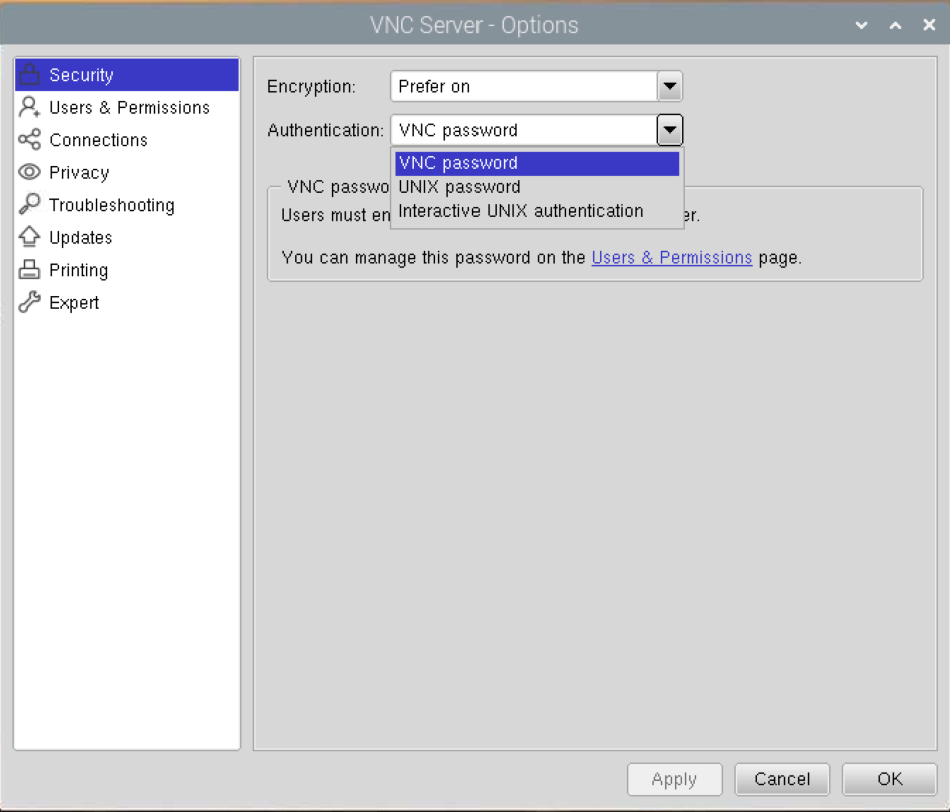 VNC Server - Options
Security
Users & Permissions
Connections
Privacy
Troubleshooting
Updates
Printing
Expert
Encryption: Prefer on
Authentication: VNC password
VNC password
UNIX password
Interactive UNIX authentication
VNC passwo
Users must en er.
You can manage this password on the Users & Permissions page.
Apply Cancel OK